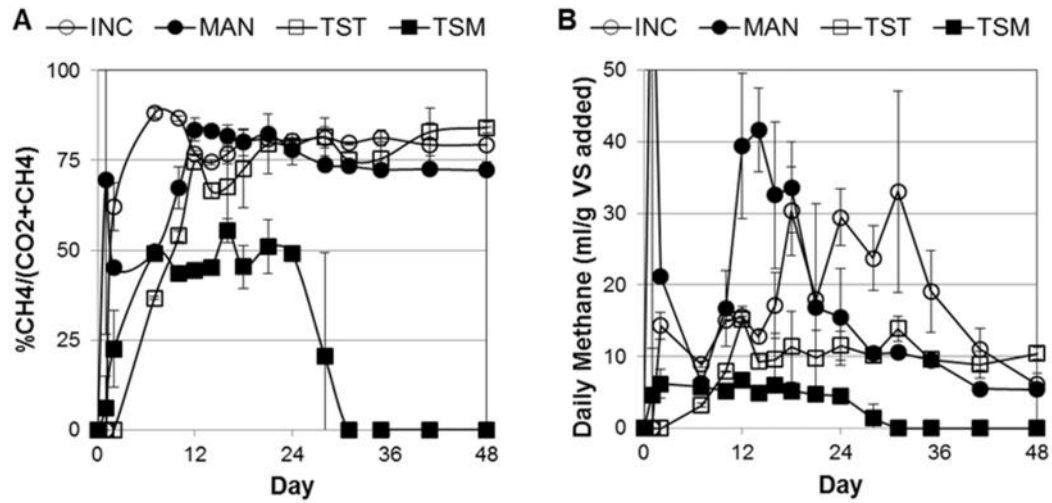 A INC MAN TST TSM
100
75
50
25
0
%CH4/(CO2+CH4)
0 12 24 36 48
Day
B INC MAN TST TSM
50
40
30
20
10
0
Daily Methane (ml/g VS added)
0 12 24 36 48
Day